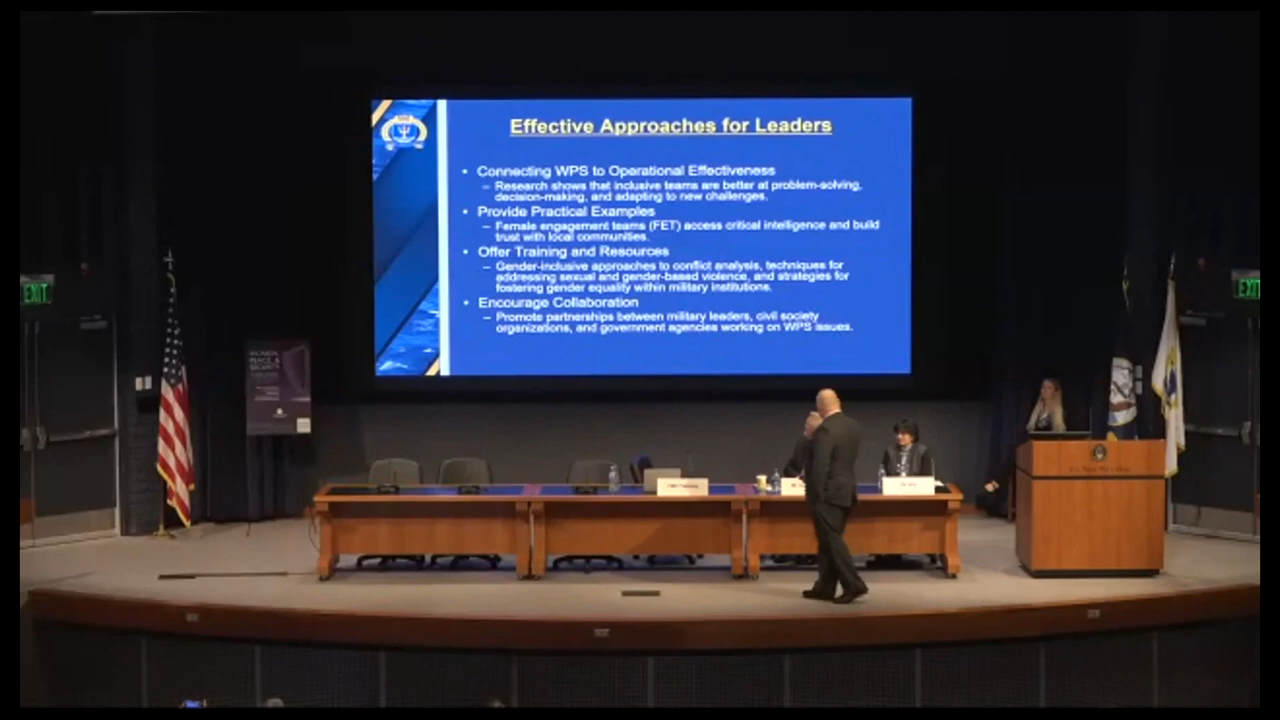 Effective Approaches for Leaders
• Connecting WPS to Operational Effectiveness
– Research shows that inclusive teams are better at problem-solving,
decision-making, and adapting to new challenges.
• Provide Practical Examples
– Female engagement teams (FET) access critical intelligence and build
trust with local communities.
• Offer Training and Resources
– Gender-inclusive approaches to conflict analysis, techniques for
addressing sexual and gender-based violence, and strategies for
fostering gender equality within military institutions.
• Encourage Collaboration
– Promote partnerships between military leaders, civil society
organizations, and government agencies working on WPS issues.
EXIT
EXIT
WOMEN,
PEACE &
SECURITY